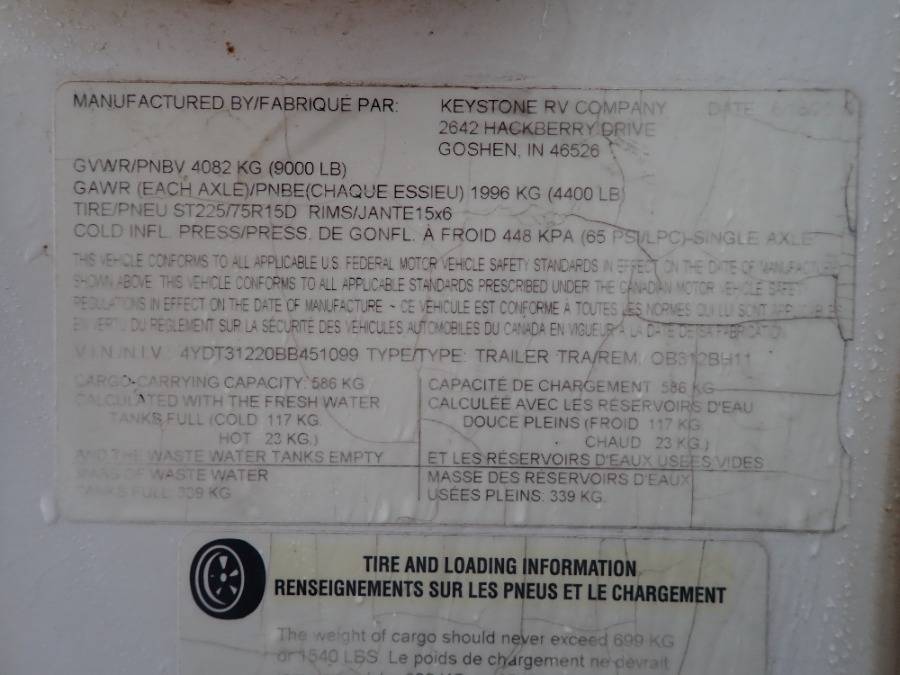 MANUFACTURED BY/FABRIQUÉ PAR: KEYSTONE RV COMPANY DATE
2642 HACKBERRY DRIVE
GOSHEN, IN 46526
GVWR/PNBV 4082 KG (9000 LB)
GAWR (EACH AXLE)/PNBE(CHAQUE ESSIEU) 1996 KG (4400 LB)
TIRE/PNEU ST225/75R15D RIMS/JANTE15x6
COLD INFL. PRESS/PRESS. DE GONFL. À FROID 448 KPA (65 PSI/LPC)-SINGLE AXLE
THIS VEHICLE CONFORMS TO ALL APPLICABLE U.S. FEDERAL MOTOR VEHICLE SAFETY STANDARDS IN EFFECT ON THE DATE OF MANUFACTURE
SHOWN ABOVE. THIS VEHICLE CONFORMS TO ALL APPLICABLE STANDARDS PRESCRIBED UNDER THE CANADIAN MOTOR VEHICLE SAFETY
REGULATIONS IN EFFECT ON THE DATE OF MANUFACTURE ~ CE VÉHICULE EST CONFORME À TOUTES LES NORMES QUI LUI SONT APPLICABLES
EN VERTU DU RÈGLEMENT SUR LA SÉCURITÉ DES VÉHICULES AUTOMOBILES DU CANADA EN VIGUEUR À LA DATE DE SA FABRICATION
V.I.N./N.I.V.: 4YDT31220BB451099 TYPE/TYPE: TRAILER TRA/REM. OB312BH11
CARGO-CARRYING CAPACITY: 586 KG
CALCULATED WITH THE FRESH WATER
TANKS FULL (COLD 117 KG.
HOT 23 KG.)
AND THE WASTE WATER TANKS EMPTY
MASS OF WASTE WATER
TANKS FULL: 339 KG
CAPACITÉ DE CHARGEMENT 586 KG
CALCULÉE AVEC LES RÉSERVOIRS D'EAU
DOUCE PLEINS (FROID 117 KG.
CHAUD 23 KG.)
ET LES RÉSERVOIRS D'EAUX USÉES VIDES
MASSE DES RÉSERVOIRS D'EAUX
USÉES PLEINS: 339 KG.
TIRE AND LOADING INFORMATION
RENSEIGNEMENTS SUR LES PNEUS ET LE CHARGEMENT
The weight of cargo should never exceed 699 KG
or 1540 LBS. Le poids de chargement ne devrait